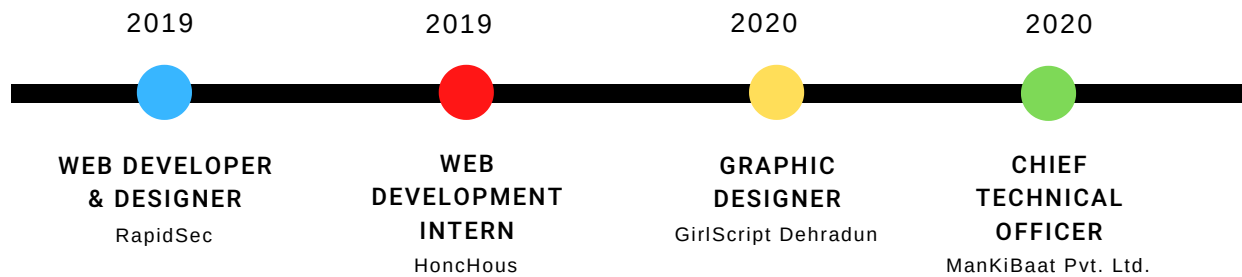 2019
WEB DEVELOPER
& DESIGNER
RapidSec
2019
WEB
DEVELOPMENT
INTERN
HoncHous
2020
GRAPHIC
DESIGNER
GirlScript Dehradun
2020
CHIEF
TECHNICAL
OFFICER
ManKiBaat Pvt. Ltd.